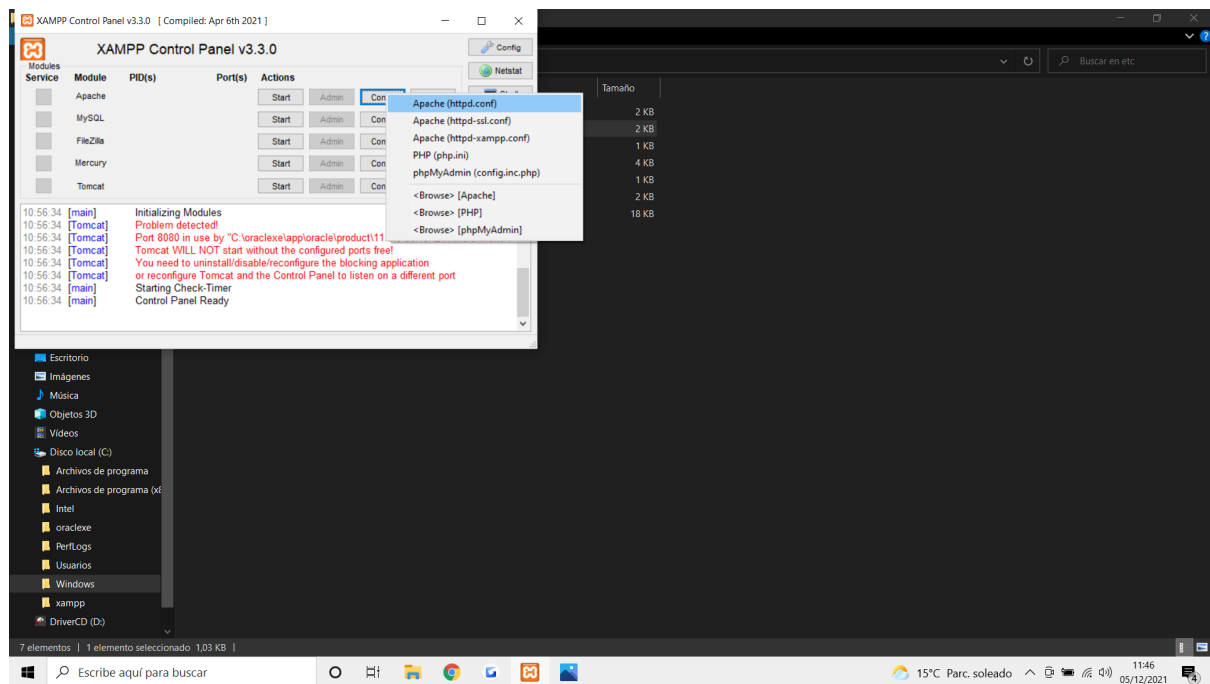 XAMPP Control Panel v3.3.0 [ Compiled: Apr 6th 2021 ]
XAMPP Control Panel v3.3.0
Config
Modules
Service Module PID(s) Port(s) Actions
Netstat
Apache Start Admin Con
MySQL Start Admin Con
FileZilla Start Admin Con
Mercury Start Admin Con
Tomcat Start Admin Con
Apache (httpd.conf)
Apache (httpd-ssl.conf)
Apache (httpd-xampp.conf)
PHP (php.ini)
phpMyAdmin (config.inc.php)
<Browse> [Apache]
<Browse> [PHP]
<Browse> [phpMyAdmin]
10:56:34 [main] Initializing Modules
10:56:34 [Tomcat] Problem detected!
10:56:34 [Tomcat] Port 8080 in use by "C:\oraclexe\app\oracle\product\11.
10:56:34 [Tomcat] Tomcat WILL NOT start without the configured ports free!
10:56:34 [Tomcat] You need to uninstall/disable/reconfigure the blocking application
10:56:34 [Tomcat] or reconfigure Tomcat and the Control Panel to listen on a different port
10:56:34 [main] Starting Check-Timer
10:56:34 [main] Control Panel Ready
Buscar en etc
Tamaño
2 KB
2 KB
1 KB
4 KB
1 KB
2 KB
18 KB
Escritorio
Imágenes
Música
Objetos 3D
Vídeos
Disco local (C:)
Archivos de programa
Archivos de programa (x8
Intel
oraclexe
PerfLogs
Usuarios
Windows
xampp
DriverCD (D:)
7 elementos | 1 elemento seleccionado 1,03 KB |
Escribe aquí para buscar
15°C Parc. soleado
11:46
05/12/2021
4